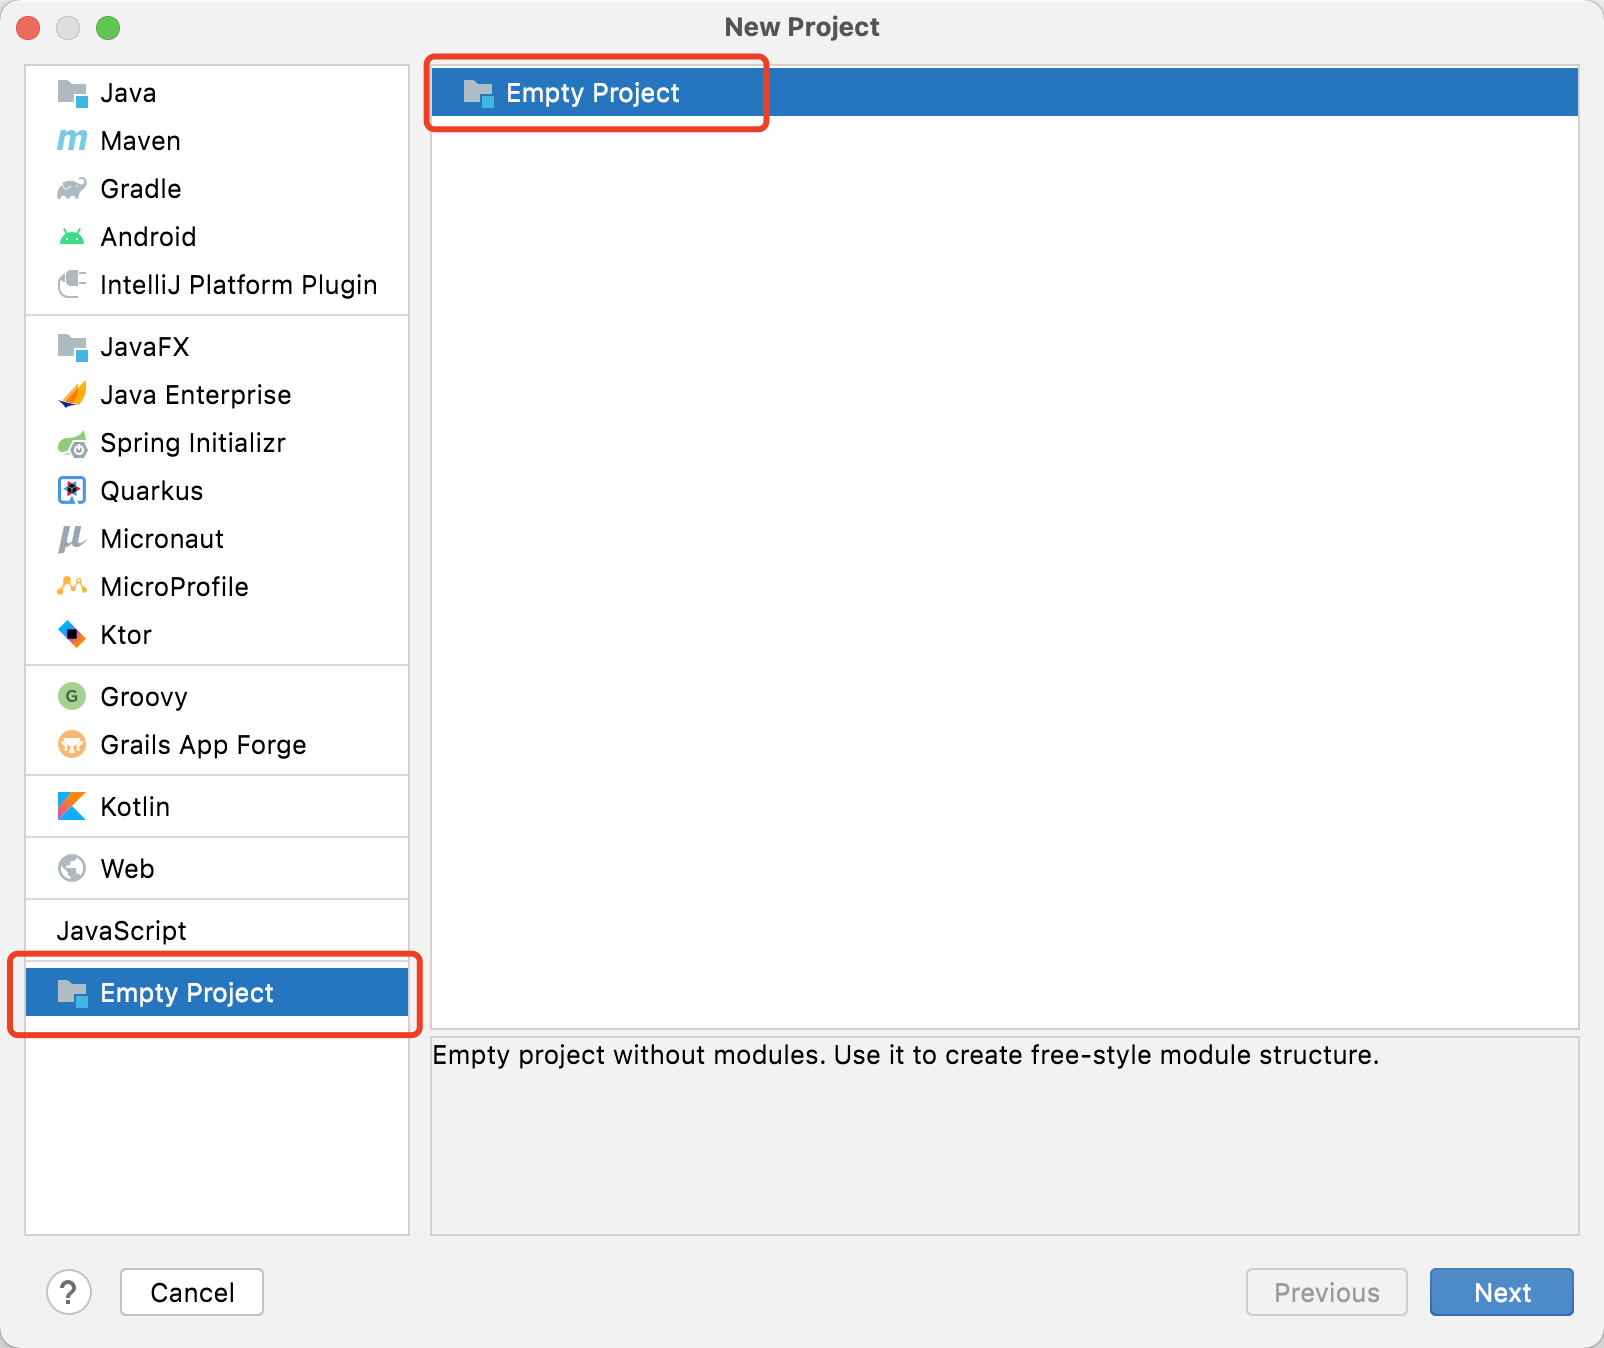 New Project
Java
Maven
Gradle
Android
IntelliJ Platform Plugin
JavaFX
Java Enterprise
Spring Initializr
Quarkus
Micronaut
MicroProfile
Ktor
G Groovy
Grails App Forge
Kotlin
Web
JavaScript
Empty Project
Empty Project
Empty project without modules. Use it to create free-style module structure.
? Cancel Previous Next